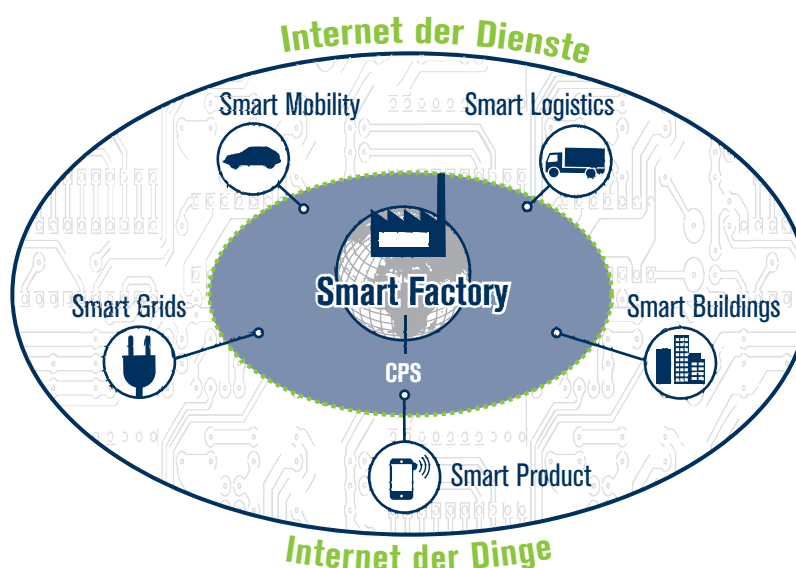 Internet der Dienste
Smart Mobility
Smart Logistics
Smart Factory
Smart Grids
Smart Buildings
CPS
Smart Product
Internet der Dinge